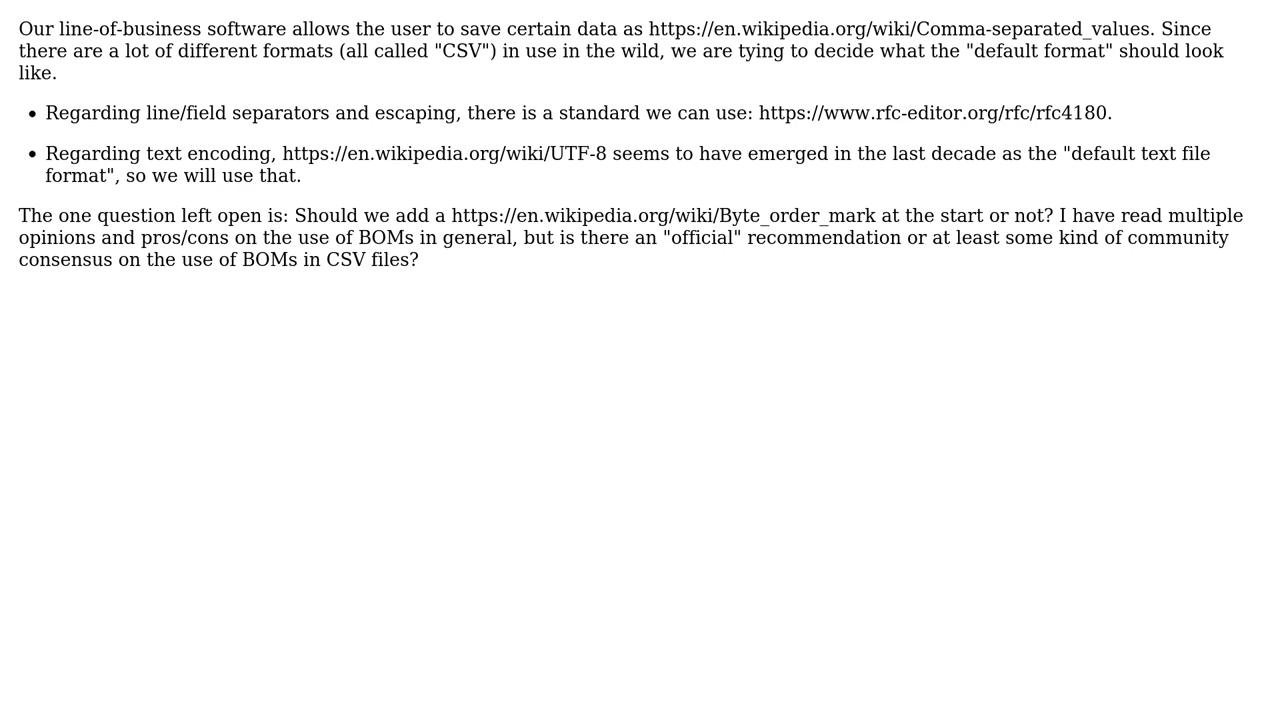 Our line-of-business software allows the user to save certain data as https://en.wikipedia.org/wiki/Comma-separated_values. Since
there are a lot of different formats (all called "CSV") in use in the wild, we are tying to decide what the "default format" should look
like.
• Regarding line/field separators and escaping, there is a standard we can use: https://www.rfc-editor.org/rfc/rfc4180.
• Regarding text encoding, https://en.wikipedia.org/wiki/UTF-8 seems to have emerged in the last decade as the "default text file
format", so we will use that.
The one question left open is: Should we add a https://en.wikipedia.org/wiki/Byte_order_mark at the start or not? I have read multiple
opinions and pros/cons on the use of BOMs in general, but is there an "official" recommendation or at least some kind of community
consensus on the use of BOMs in CSV files?